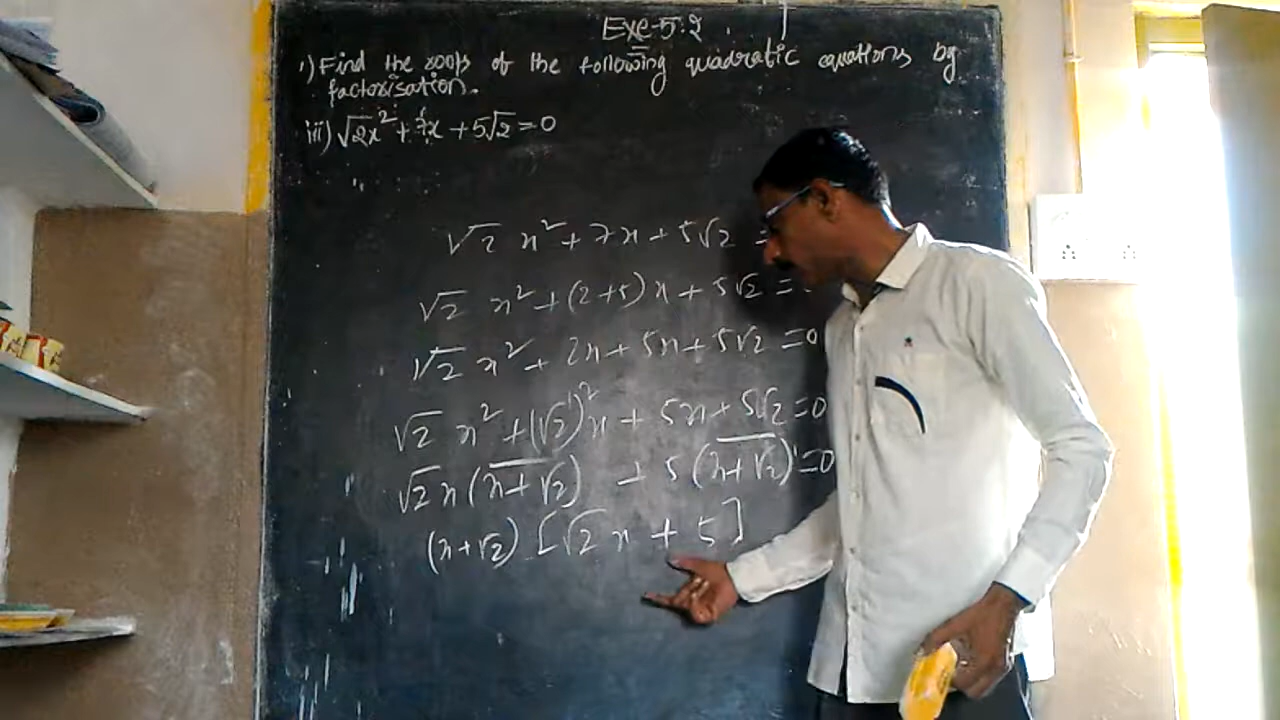 Exe-5.2
1) Find the roots of the following quadratic equations by
factorisation.
iii) √2x² + 7x + 5√2 = 0
√2 x² + 7x + 5√2 =
√2 x² + (2+5)x + 5√2 =
√2 x² + 2x + 5x + 5√2 = 0
√2 x² + (√2)²x + 5x + 5√2 = 0
√2 x (x+√2) + 5 (x+√2) = 0
(x+√2) [√2 x + 5]